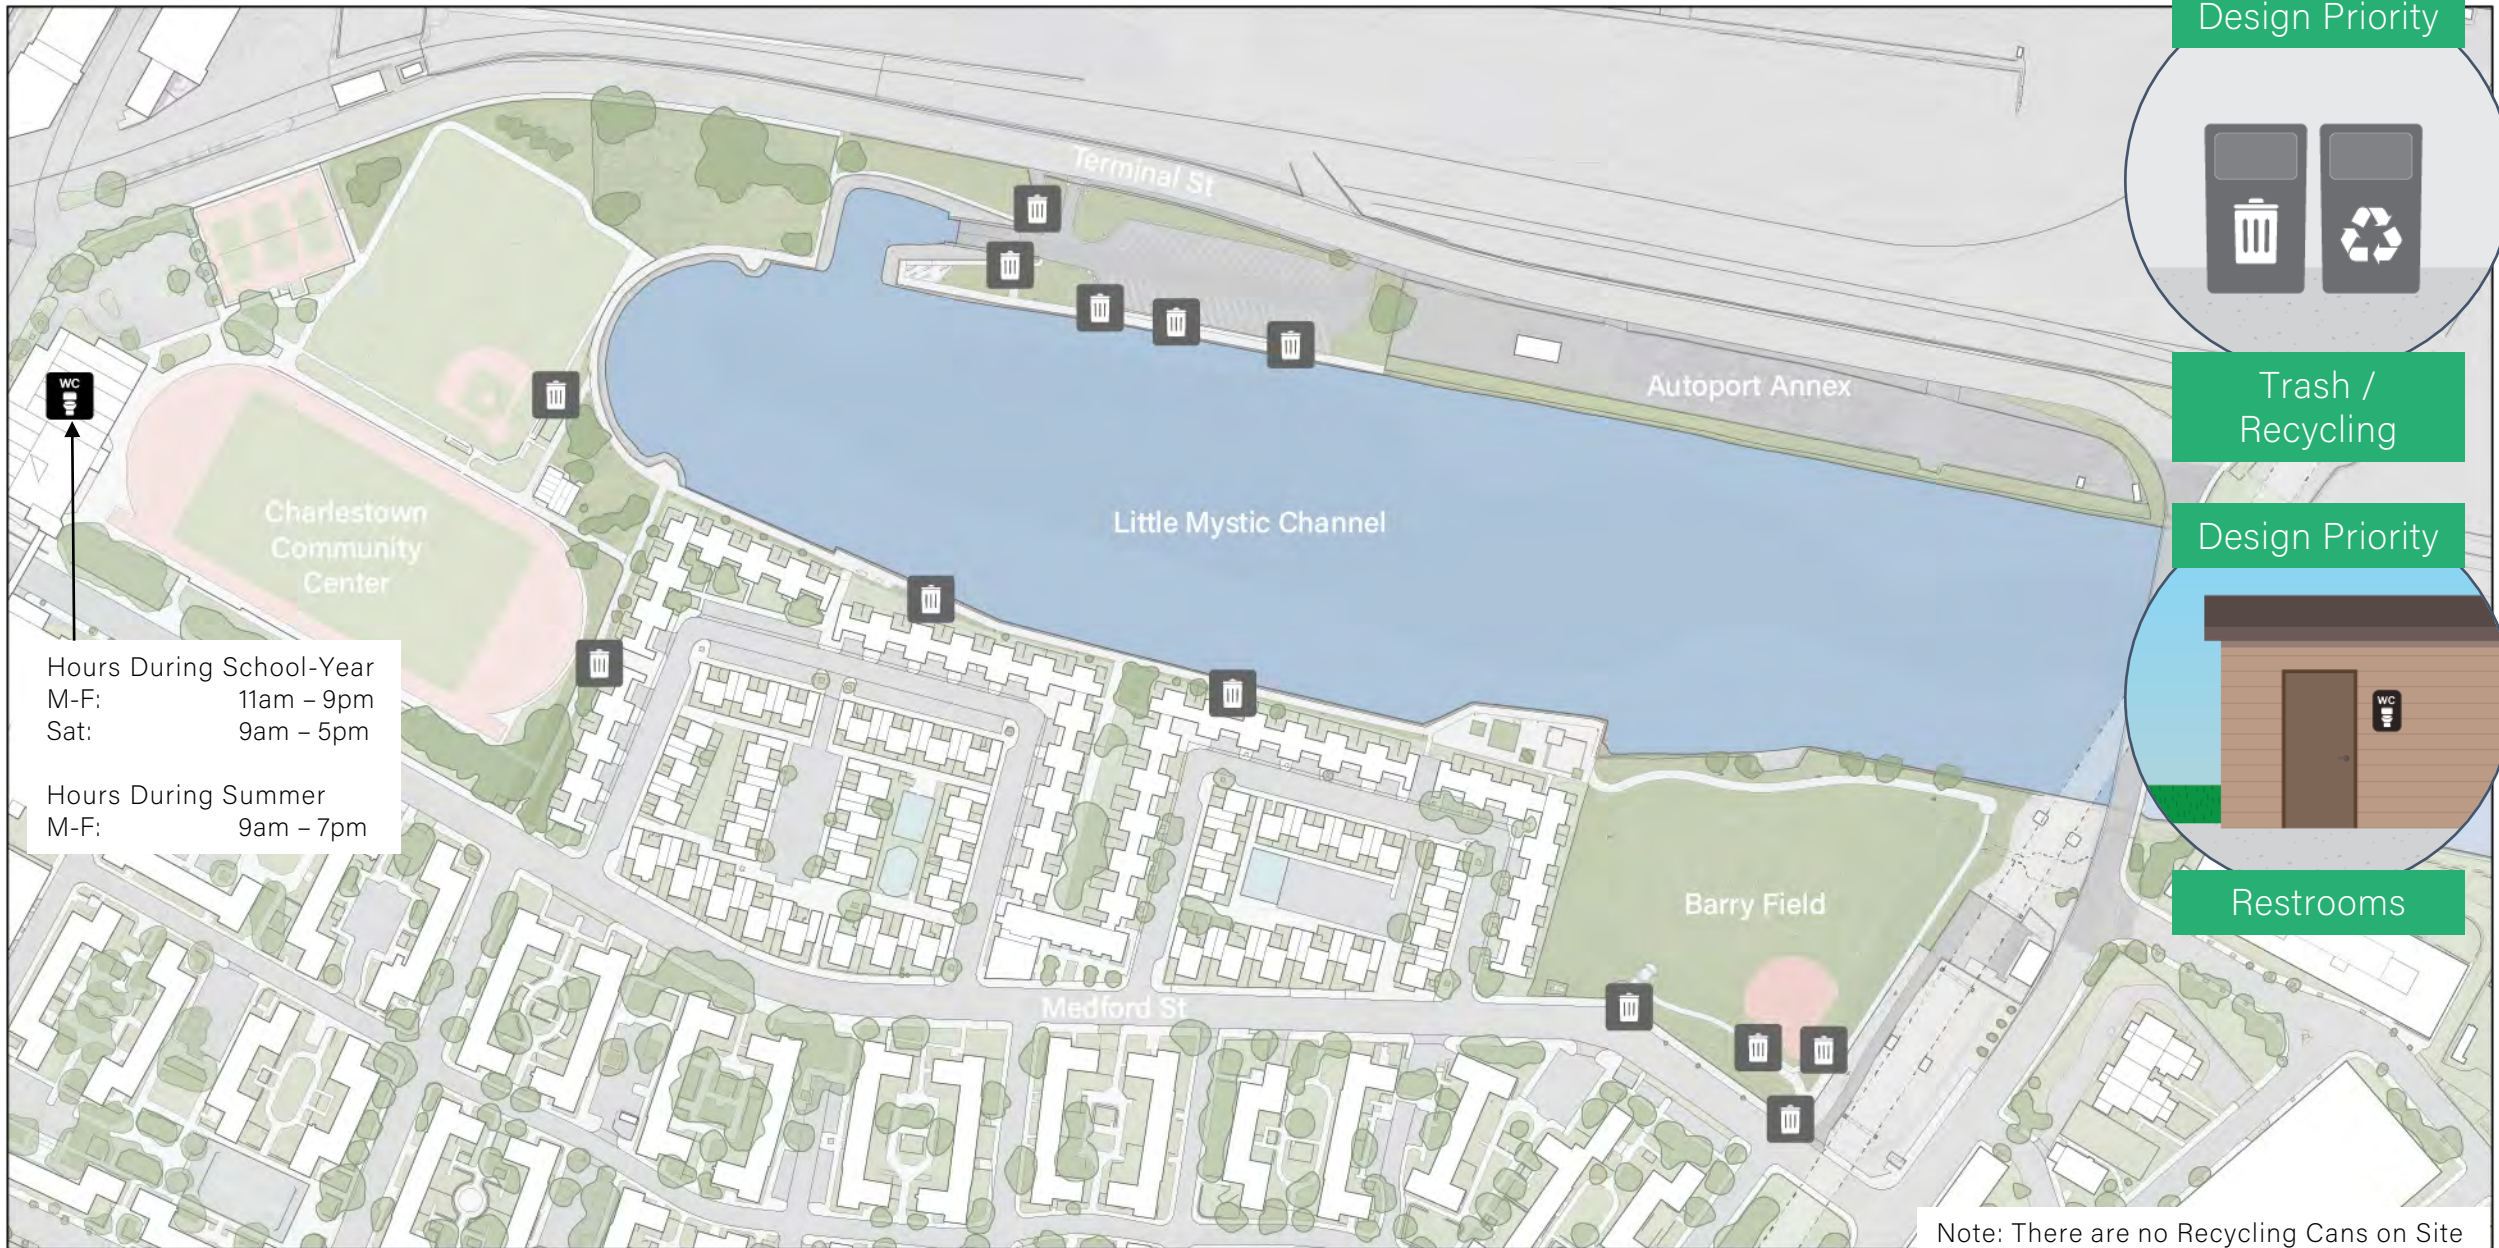 Design Priority
Terminal St
Trash /
Recycling
WC
Autoport Annex
Charlestown
Community
Center
Little Mystic Channel
Design Priority
Hours During School-Year
M-F: 11am – 9pm
Sat: 9am – 5pm
Hours During Summer
M-F: 9am – 7pm
WC
Barry Field
Restrooms
Medford St
Note: There are no Recycling Cans on Site